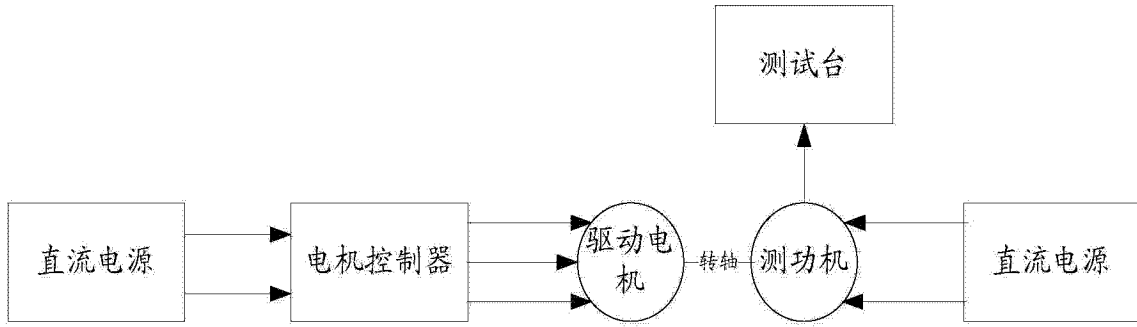 测试台
直流电源
电机控制器
驱动电
机
转轴
测功机
直流电源